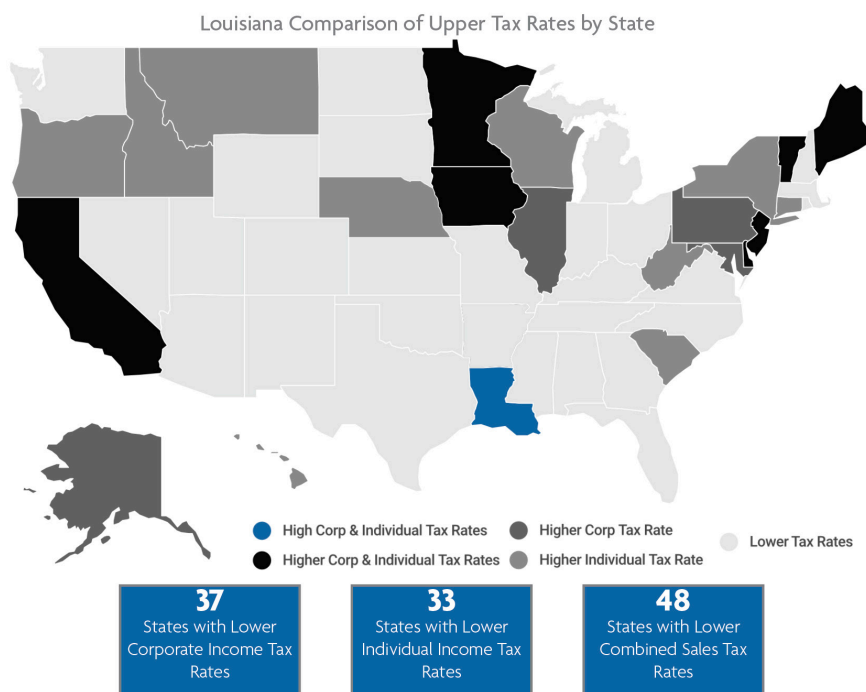 Louisiana Comparison of Upper Tax Rates by State
High Corp & Individual Tax Rates
Higher Corp Tax Rate
Lower Tax Rates
Higher Corp & Individual Tax Rates
Higher Individual Tax Rate
37
States with Lower
Corporate Income Tax
Rates
33
States with Lower
Individual Income Tax
Rates
48
States with Lower
Combined Sales Tax
Rates